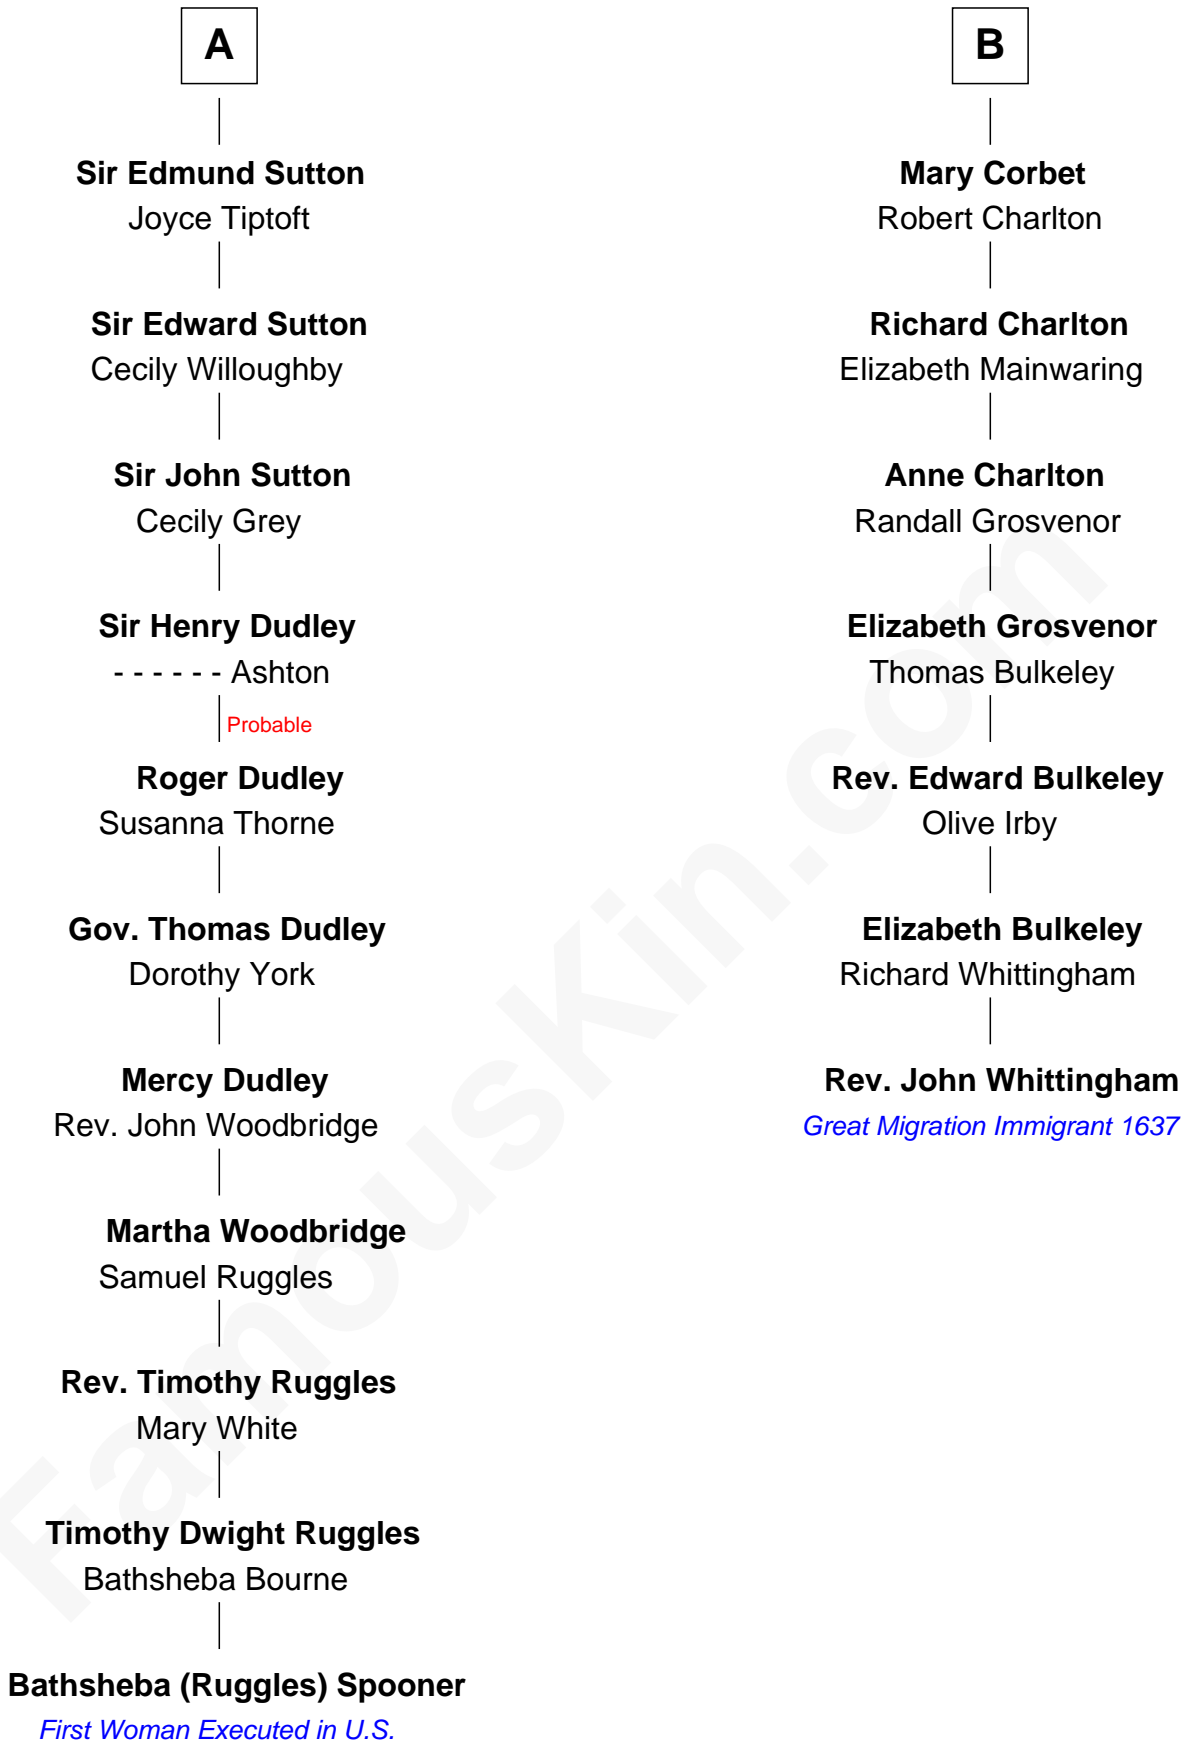 A
Sir Edmund Sutton
Joyce Tiptoft
Sir Edward Sutton
Cecily Willoughby
Sir John Sutton
Cecily Grey
Sir Henry Dudley
- - - - - - Ashton
Probable
Roger Dudley
Susanna Thorne
Gov. Thomas Dudley
Dorothy York
Mercy Dudley
Rev. John Woodbridge
Martha Woodbridge
Samuel Ruggles
Rev. Timothy Ruggles
Mary White
Timothy Dwight Ruggles
Bathsheba Bourne
Bathsheba (Ruggles) Spooner
First Woman Executed in U.S.
B
Mary Corbet
Robert Charlton
Richard Charlton
Elizabeth Mainwaring
Anne Charlton
Randall Grosvenor
Elizabeth Grosvenor
Thomas Bulkeley
Rev. Edward Bulkeley
Olive Irby
Elizabeth Bulkeley
Richard Whittingham
Rev. John Whittingham
Great Migration Immigrant 1637
FamousKin.com